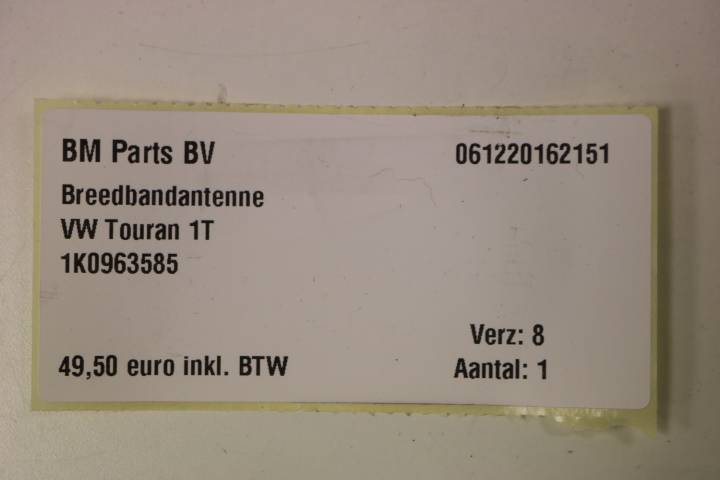 BM Parts BV 061220162151
Breedbandantenne
VW Touran 1T
1K0963585
Verz: 8
49,50 euro inkl. BTW Aantal: 1